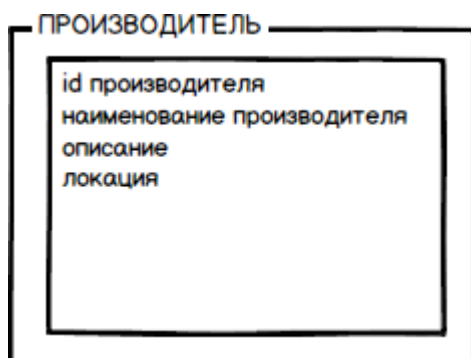 ПРОИЗВОДИТЕЛЬ
id производителя
наименование производителя
описание
локация